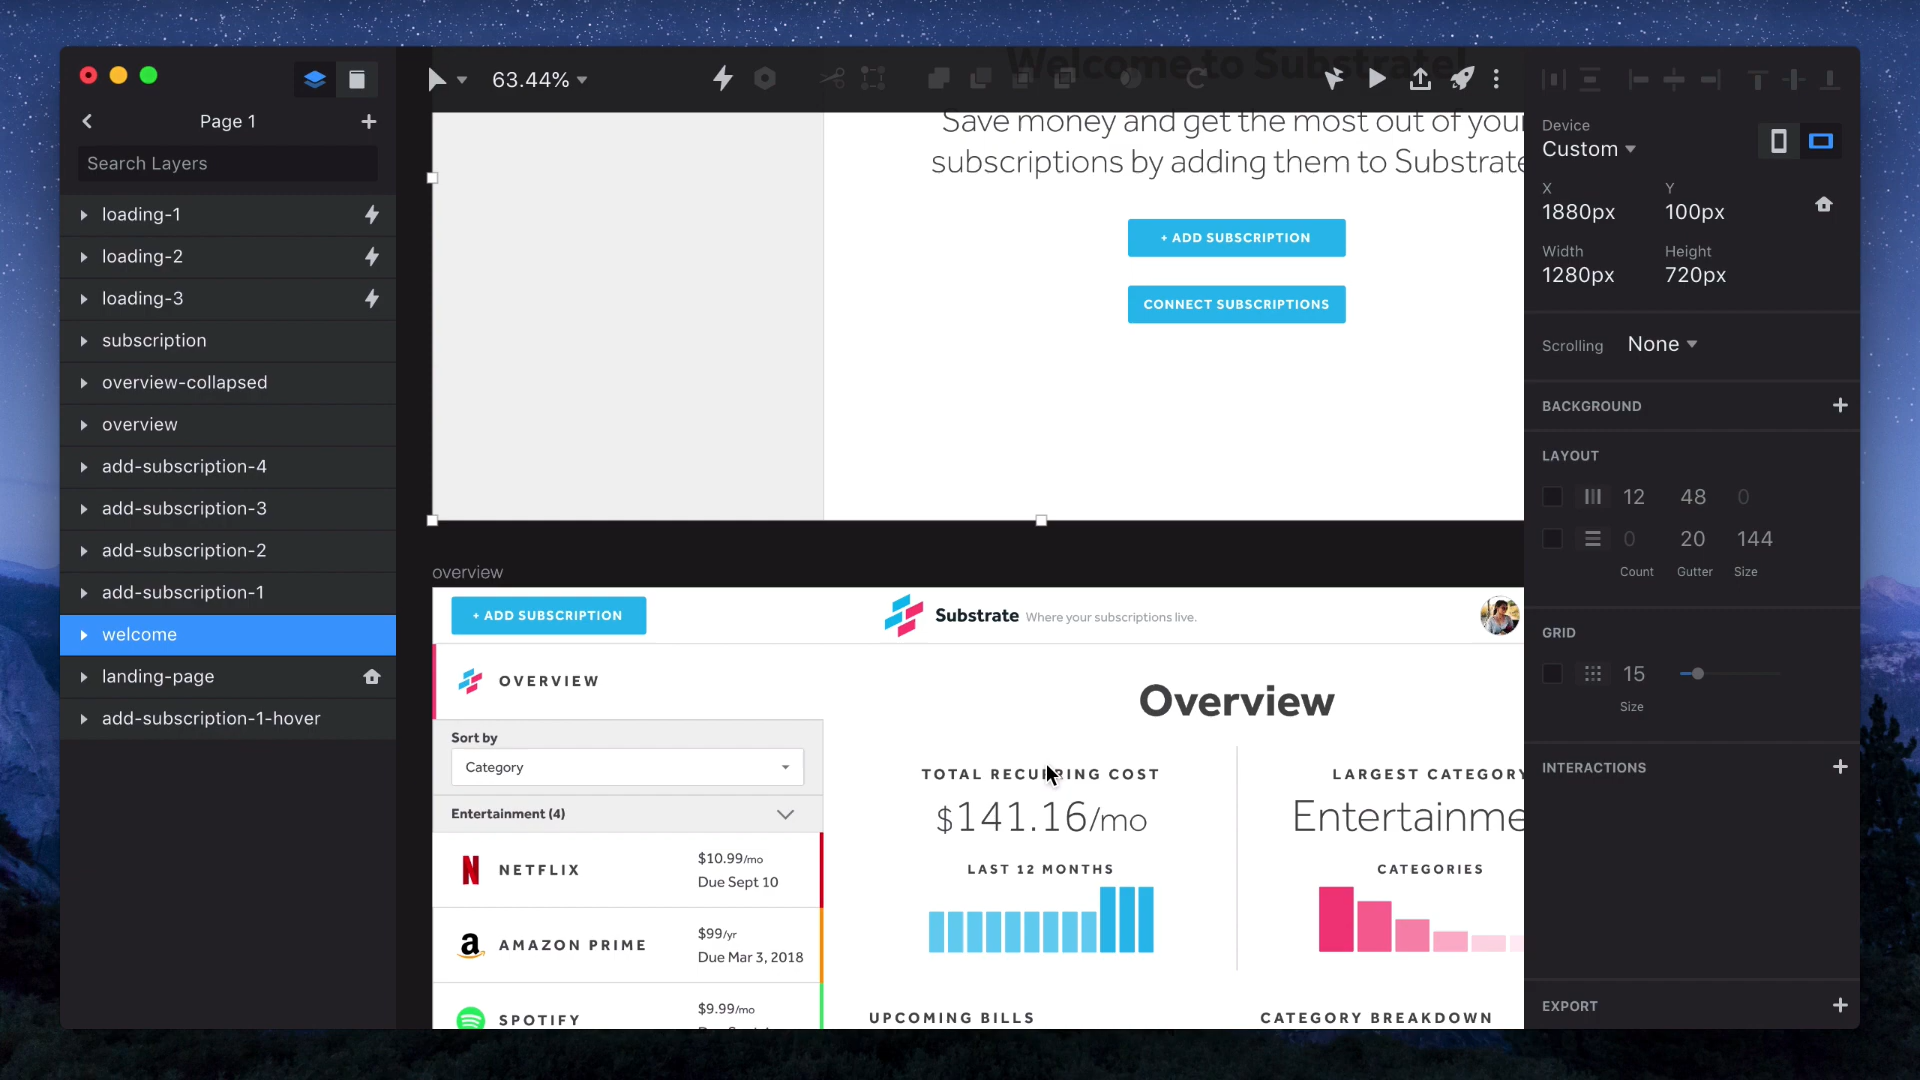 Page 1
Search Layers
loading-1
loading-2
loading-3
subscription
overview-collapsed
overview
add-subscription-4
add-subscription-3
add-subscription-2
add-subscription-1
welcome
landing-page
add-subscription-1-hover
63.44%
Welcome to Substrate!
Save money and get the most out of your
subscriptions by adding them to Substrate
+ ADD SUBSCRIPTION
CONNECT SUBSCRIPTIONS
overview
+ ADD SUBSCRIPTION
Substrate Where your subscriptions live.
OVERVIEW
Sort by
Category
Entertainment (4)
NETFLIX
$10.99/mo
Due Sept 10
AMAZON PRIME
$99/yr
Due Mar 3, 2018
SPOTIFY
$9.99/mo
Overview
TOTAL RECURRING COST
$141.16/mo
LAST 12 MONTHS
LARGEST CATEGORY
Entertainme
CATEGORIES
UPCOMING BILLS
CATEGORY BREAKDOWN
Device
Custom
X Y
1880px 100px
Width Height
1280px 720px
Scrolling None
BACKGROUND
LAYOUT
12 48 0
0 20 144
Count Gutter Size
GRID
15
Size
INTERACTIONS
EXPORT